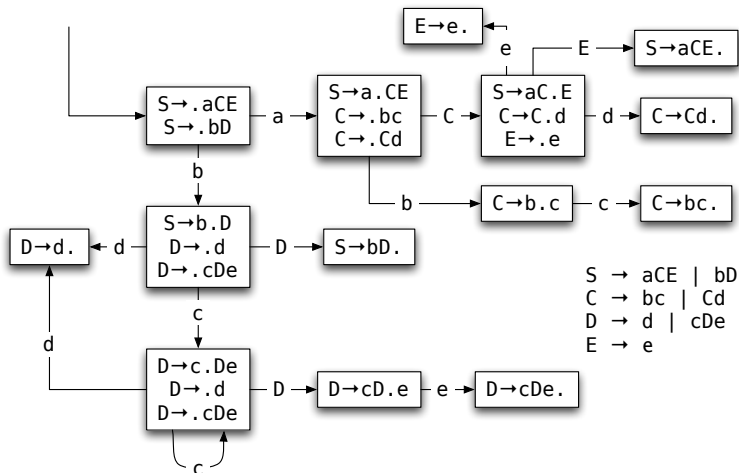 E→e.
e
E
S→aCE.
S→.aCE
S→.bD
a
S→a.CE
C→.bc
C→.Cd
C
S→aC.E
C→C.d
E→.e
d
C→Cd.
b
b
C→b.c
c
C→bc.
D→d.
d
S→b.D
D→.d
D→.cDe
D
S→bD.
S → aCE | bD
C → bc | Cd
D → d | cDe
E → e
c
d
D→c.De
D→.d
D→.cDe
D
D→cD.e
e
D→cDe.
c